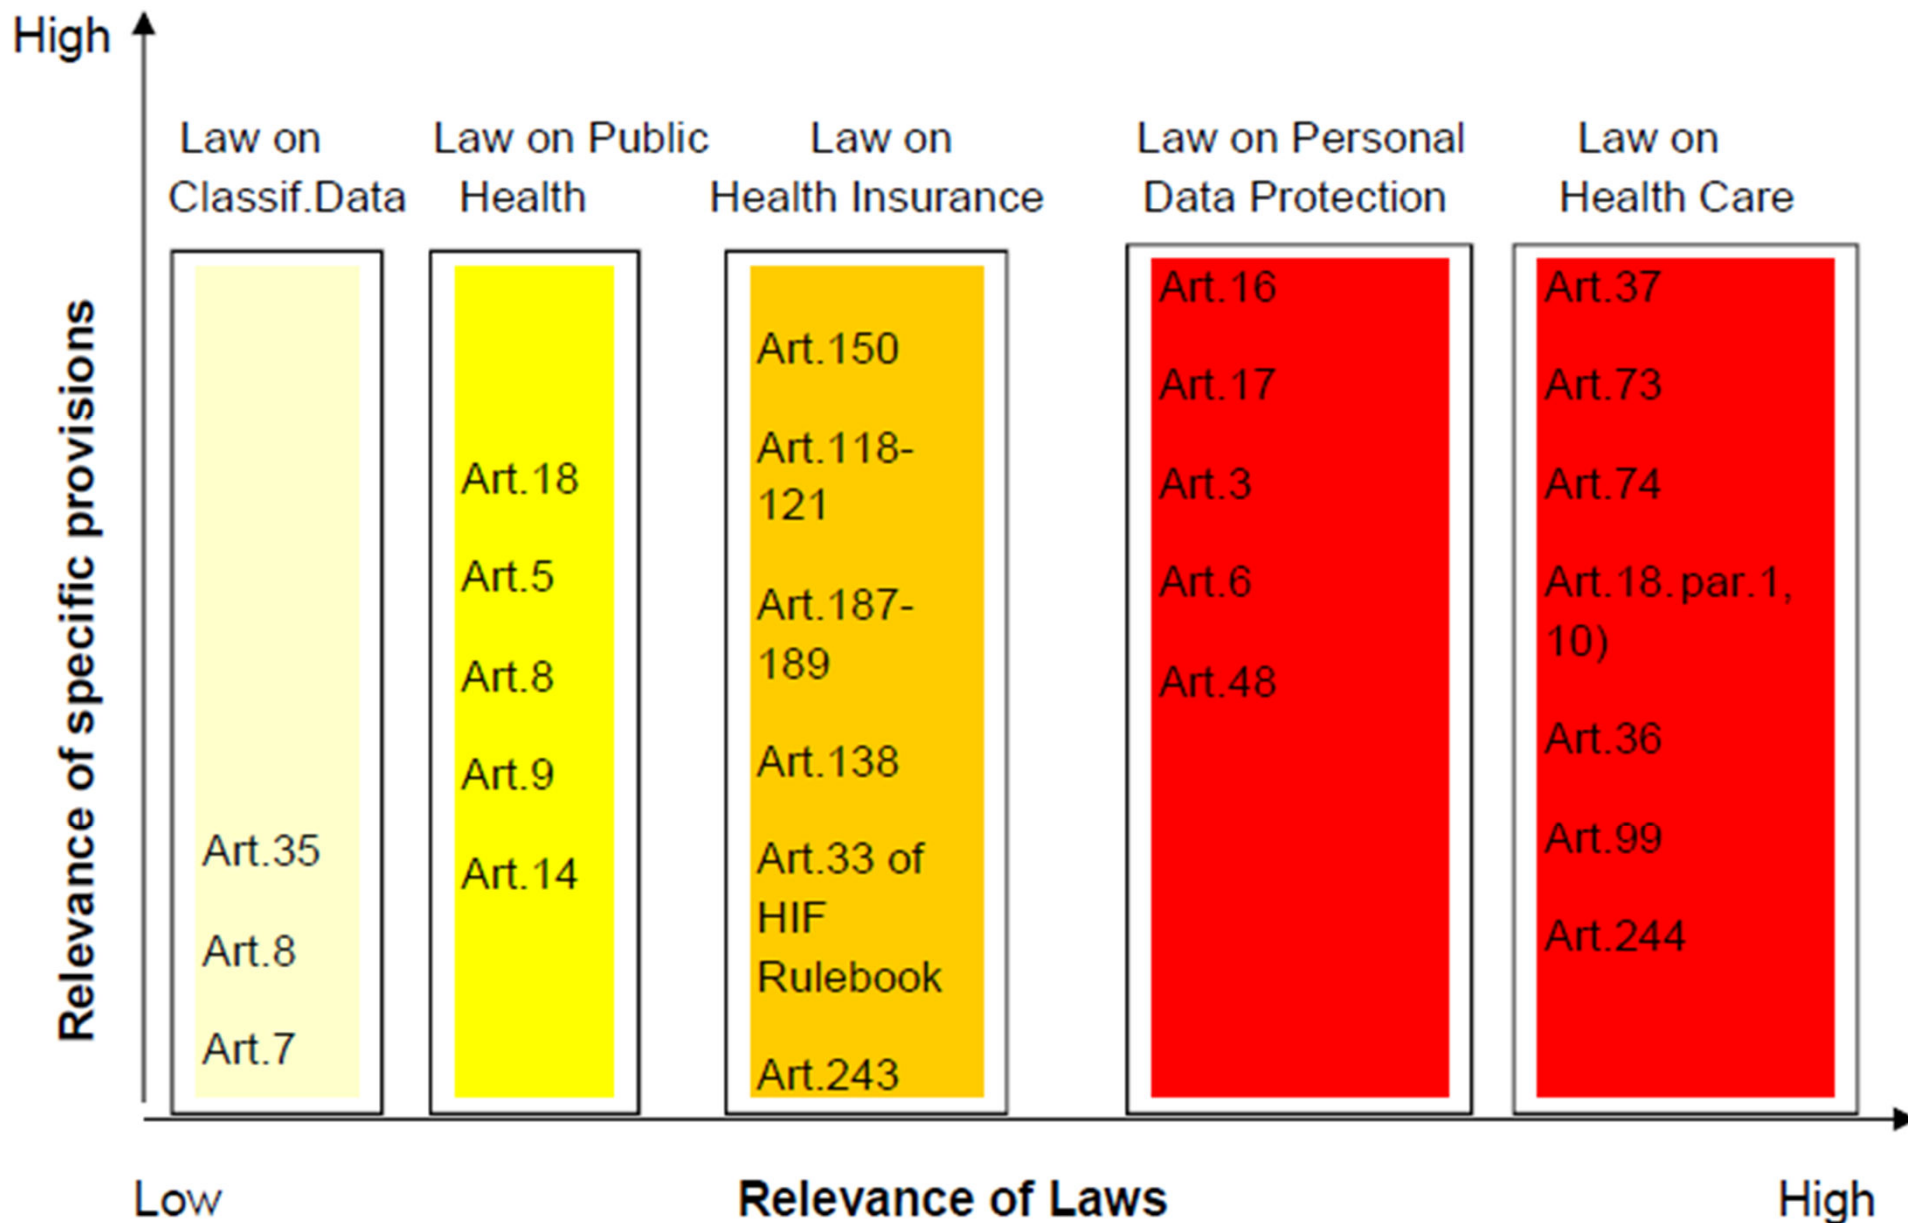 High
Law on
Classif.Data
Law on Public
Health
Law on
Health Insurance
Law on Personal
Data Protection
Law on
Health Care
Relevance of specific provisions
Art.35
Art.8
Art.7
Art.18
Art.5
Art.8
Art.9
Art.14
Art.150
Art.118-
121
Art.187-
189
Art.138
Art.33 of
HIF
Rulebook
Art.243
Art.16
Art.17
Art.3
Art.6
Art.48
Art.37
Art.73
Art.74
Art.18.par.1,
10)
Art.36
Art.99
Art.244
Low
Relevance of Laws
High